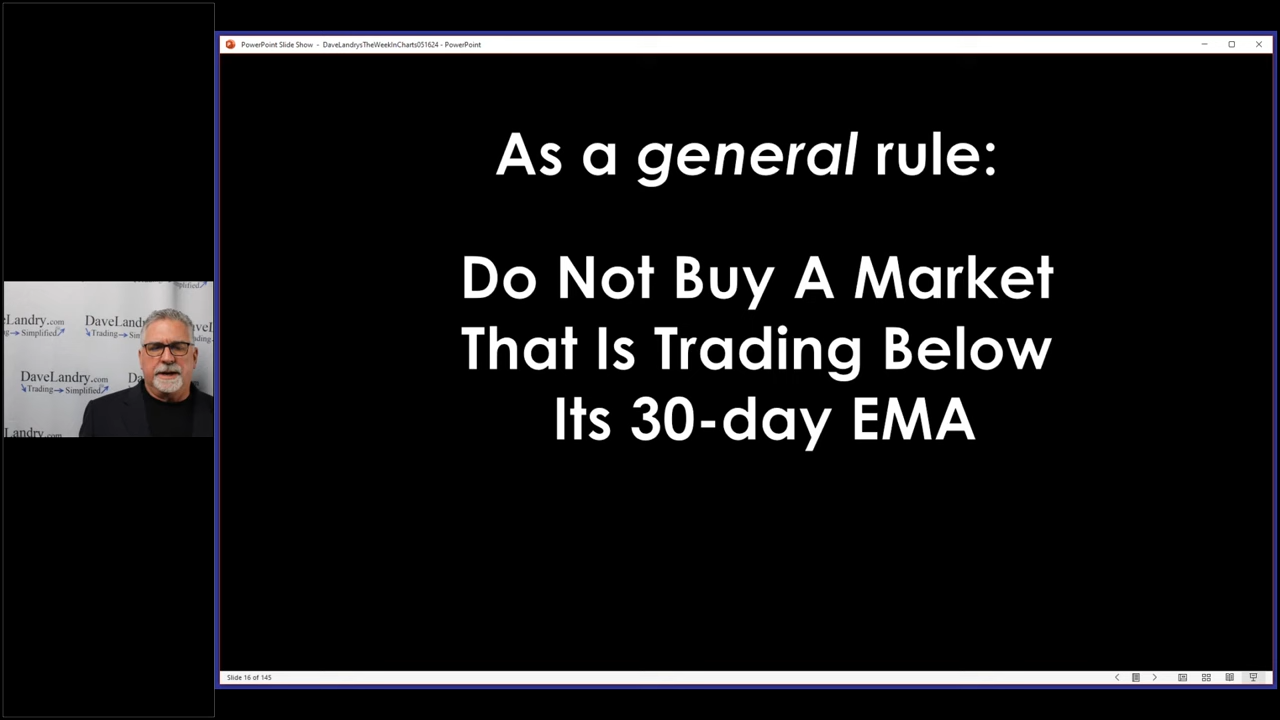 PowerPoint Slide Show - DaveLandrysTheWeekInCharts051624 - PowerPoint
As a general rule:
Do Not Buy A Market
That Is Trading Below
Its 30-day EMA
Landry.com
Trading Simplified
DaveLandry.com
Trading Simplified
Slide 16 of 145